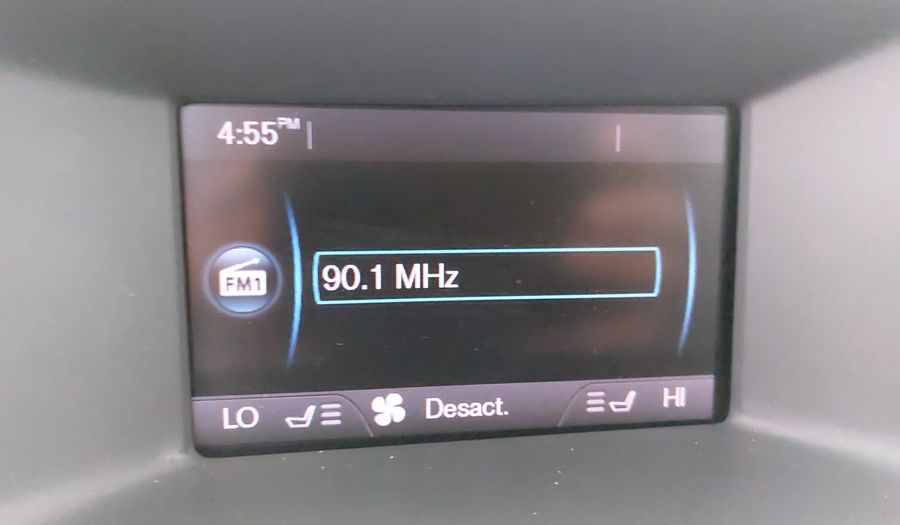 4:55PM
FM1
90.1 MHz
LO
Desact.
HI